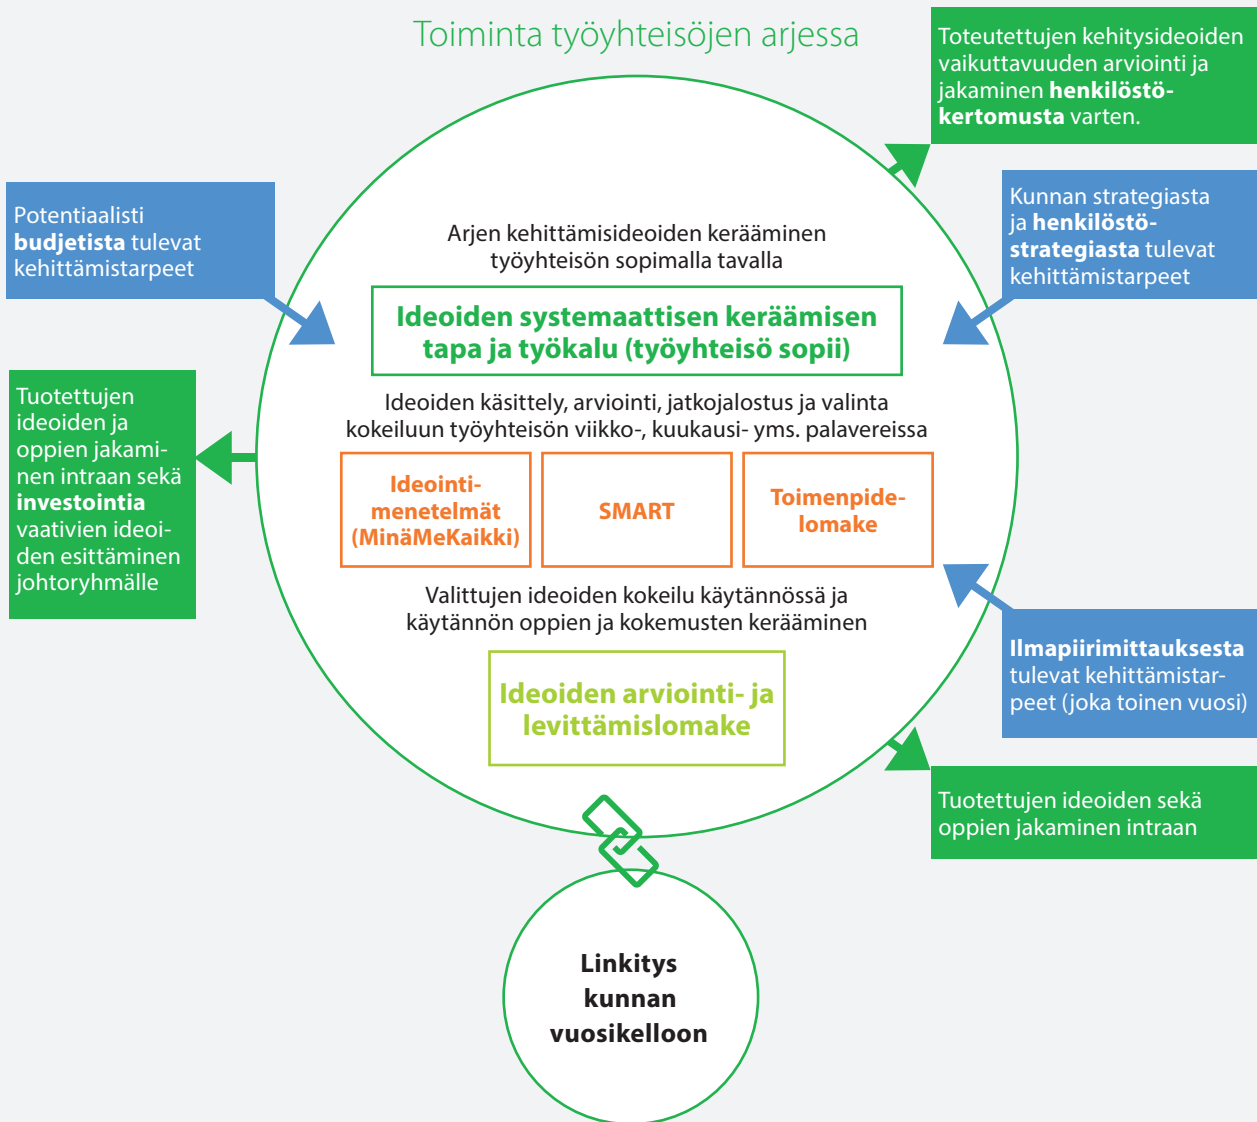 Toiminta työyhteisöjen arjessa
Toteutettujen kehitysideoiden
vaikuttavuuden arviointi ja
jakaminen henkilöstö-
kertomusta varten.
Potentiaalisti
budjetista tulevat
kehittämistarpeet
Kunnan strategiasta
ja henkilöstö-
strategiasta tulevat
kehittämistarpeet
Arjen kehittämisideoiden kerääminen
työyhteisön sopimalla tavalla
Ideoiden systemaattisen keräämisen
tapa ja työkalu (työyhteisö sopii)
Tuotettujen
ideoiden ja
oppien jakami-
nen intraan sekä
investointia
vaativien ideoi-
den esittäminen
johtoryhmälle
Ideoiden käsittely, arviointi, jatkojalostus ja valinta
kokeiluun työyhteisön viikko-, kuukausi- yms. palavereissa
Ideointi-
menetelmät
(MinäMeKaikki)
SMART
Toimenpide-
lomake
Valittujen ideoiden kokeilu käytännössä ja
käytännön oppien ja kokemusten kerääminen
Ilmapiirimittauksesta
tulevat kehittämistar-
peet (joka toinen vuosi)
Ideoiden arviointi- ja
levittämislomake
Tuotettujen ideoiden sekä
oppien jakaminen intraan
Linkitys
kunnan
vuosikelloon